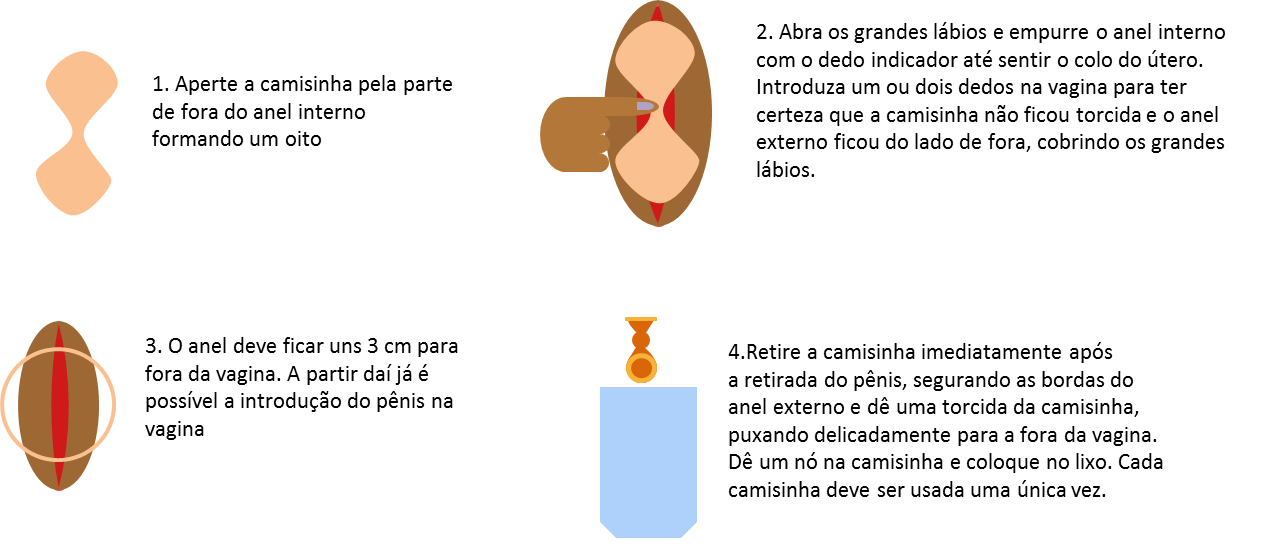 1. Aperte a camisinha pela parte
de fora do anel interno
formando um oito
2. Abra os grandes lábios e empurre o anel interno
com o dedo indicador até sentir o colo do útero.
Introduza um ou dois dedos na vagina para ter
certeza que a camisinha não ficou torcida e o anel
externo ficou do lado de fora, cobrindo os grandes
lábios.
3. O anel deve ficar uns 3 cm para
fora da vagina. A partir daí já é
possível a introdução do pênis na
vagina
4.Retire a camisinha imediatamente após
a retirada do pênis, segurando as bordas do
anel externo e dê uma torcida da camisinha,
puxando delicadamente para a fora da vagina.
Dê um nó na camisinha e coloque no lixo. Cada
camisinha deve ser usada uma única vez.